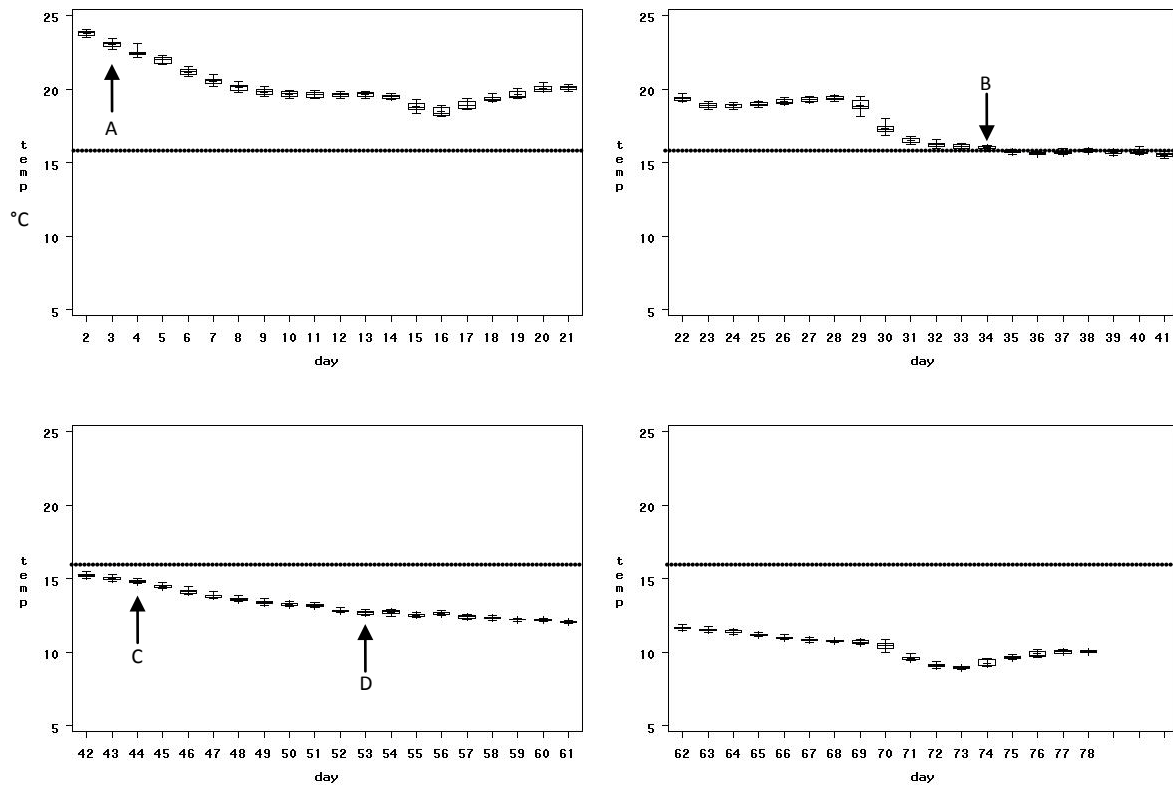 25
20
15
10
5
t
e
m
p
°C
A
2 3 4 5 6 7 8 9 10 11 12 13 14 15 16 17 18 19 20 21
day
25
20
15
10
5
t
e
m
p
B
22 23 24 25 26 27 28 29 30 31 32 33 34 35 36 37 38 39 40 41
day
25
20
15
10
5
t
e
m
p
C
D
42 43 44 45 46 47 48 49 50 51 52 53 54 55 56 57 58 59 60 61
day
25
20
15
10
5
t
e
m
p
62 63 64 65 66 67 68 69 70 71 72 73 74 75 76 77 78
day